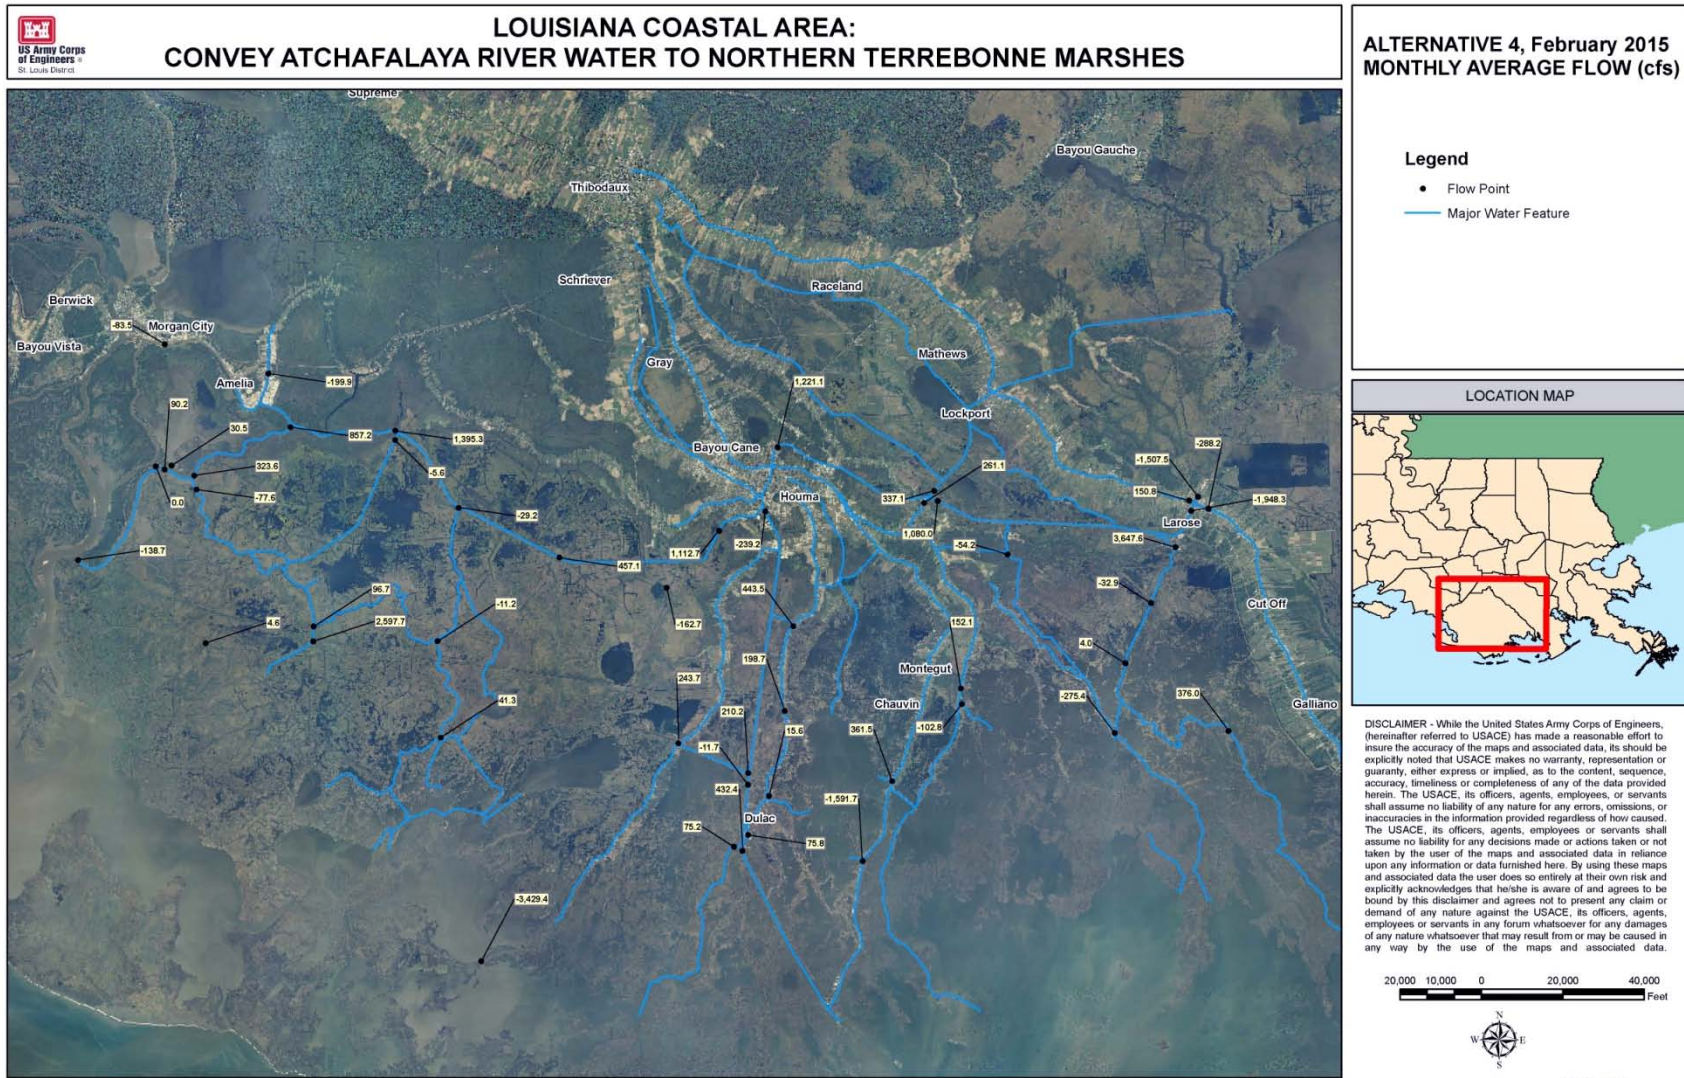 US Army Corps
of Engineers ®
St. Louis District
LOUISIANA COASTAL AREA:
CONVEY ATCHAFALAYA RIVER WATER TO NORTHERN TERREBONNE MARSHES
ALTERNATIVE 4, February 2015
MONTHLY AVERAGE FLOW (cfs)
Legend
Flow Point
Major Water Feature
LOCATION MAP
DISCLAIMER - While the United States Army Corps of Engineers,
(hereinafter referred to USACE) has made a reasonable effort to
insure the accuracy of the maps and associated data, its should be
explicitly noted that USACE makes no warranty, representation or
guaranty, either express or implied, as to the content, sequence,
accuracy, timeliness or completeness of any of the data provided
herein. The USACE, its officers, agents, employees, or servants
shall assume no liability of any nature for any errors, omissions, or
inaccuracies in the information provided regardless of how caused.
The USACE, its officers, agents, employees or servants shall
assume no liability for any decisions made or actions taken or not
taken by the user of the maps and associated data in reliance
upon any information or data furnished here. By using these maps
and associated data the user does so entirely at their own risk and
explicitly acknowledges that he/she is aware of and agrees to be
bound by this disclaimer and agrees not to present any claim or
demand of any nature against the USACE, its officers, agents,
employees or servants in any forum whatsoever for any damages
of any nature whatsoever that may result from or may be caused in
any way by the use of the maps and associated data.
20,000 10,000 0 20,000 40,000
Feet
N
W E
S
Supreme
Bayou Gauche
Thibodaux
Schriever
Raceland
Berwick
-83.5
Morgan City
Bayou Vista
Mathews
Gray
Amelia
-199.9
1,221.1
90.2
Lockport
30.5
857.2
1,395.3
Bayou Cane
-288.2
-1,507.5
323.6
-5.6
261.1
-77.6
0.0
Houma
337.1
150.8
-1,948.3
-29.2
Larose
1,080.0
3,647.6
-138.7
1,112.7
-239.2
-54.2
457.1
-32.9
96.7
443.5
Cut Off
-11.2
-162.7
152.1
4.6
2,597.7
4.0
198.7
Montegut
243.7
-275.4
376.0
41.3
Chauvin
Galliano
210.2
15.6
361.5
-102.8
-11.7
432.4
-1,591.7
Dulac
75.2
75.8
-3,429.4